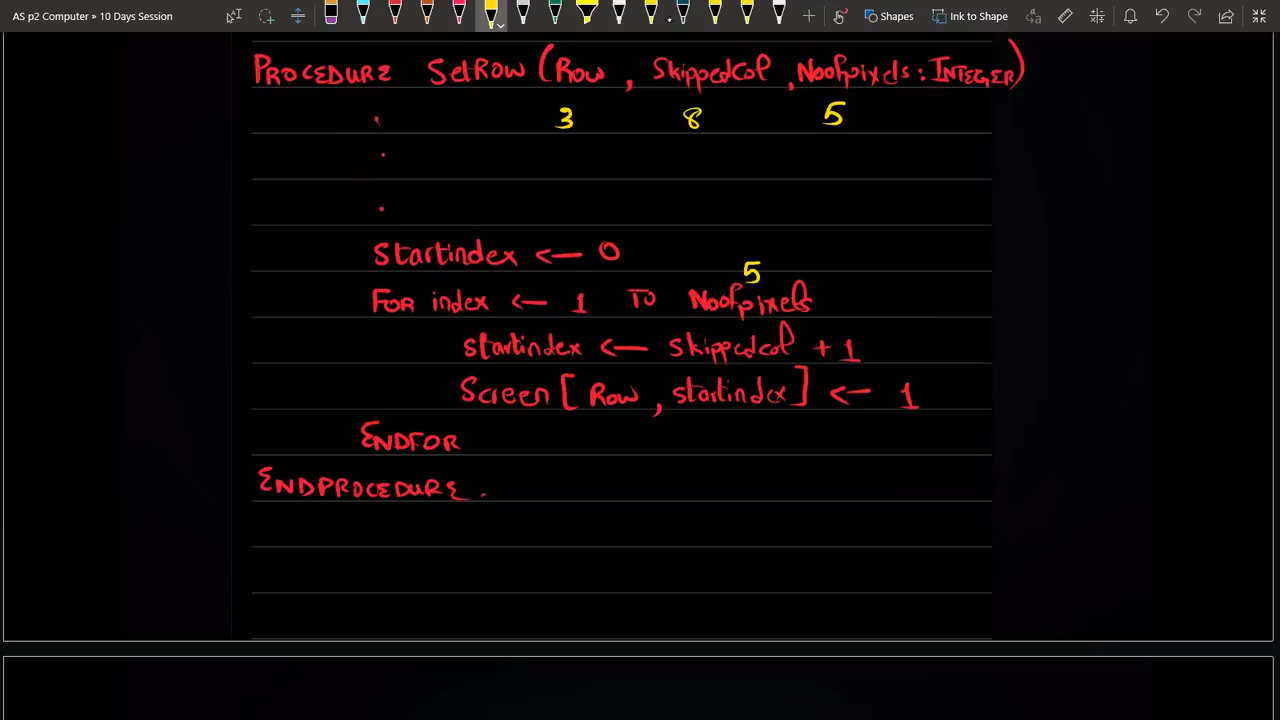 AS p2 Computer » 10 Days Session
Shapes
Ink to Shape
PROCEDURE SetRow (Row, SkippedCol, Noofpixels : INTEGER)
3 8 5
.
.
.
startindex <— 0
5
FOR index <— 1 TO Noofpixels
startindex <— skippedcol + 1
Screen [Row, startindex] <— 1
ENDFOR
ENDPROCEDURE.